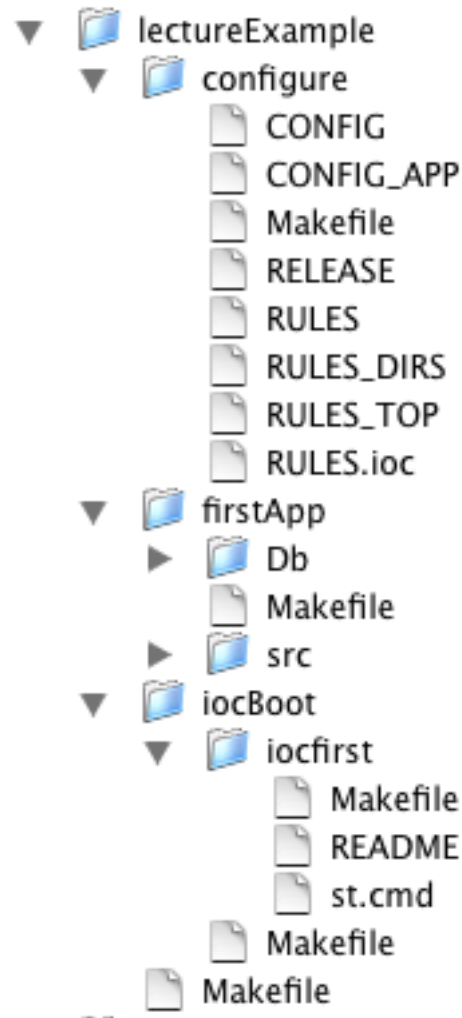 lectureExample
configure
CONFIG
CONFIG_APP
Makefile
RELEASE
RULES
RULES_DIRS
RULES_TOP
RULES.ioc
firstApp
Db
Makefile
src
iocBoot
iocfirst
Makefile
README
st.cmd
Makefile
Makefile